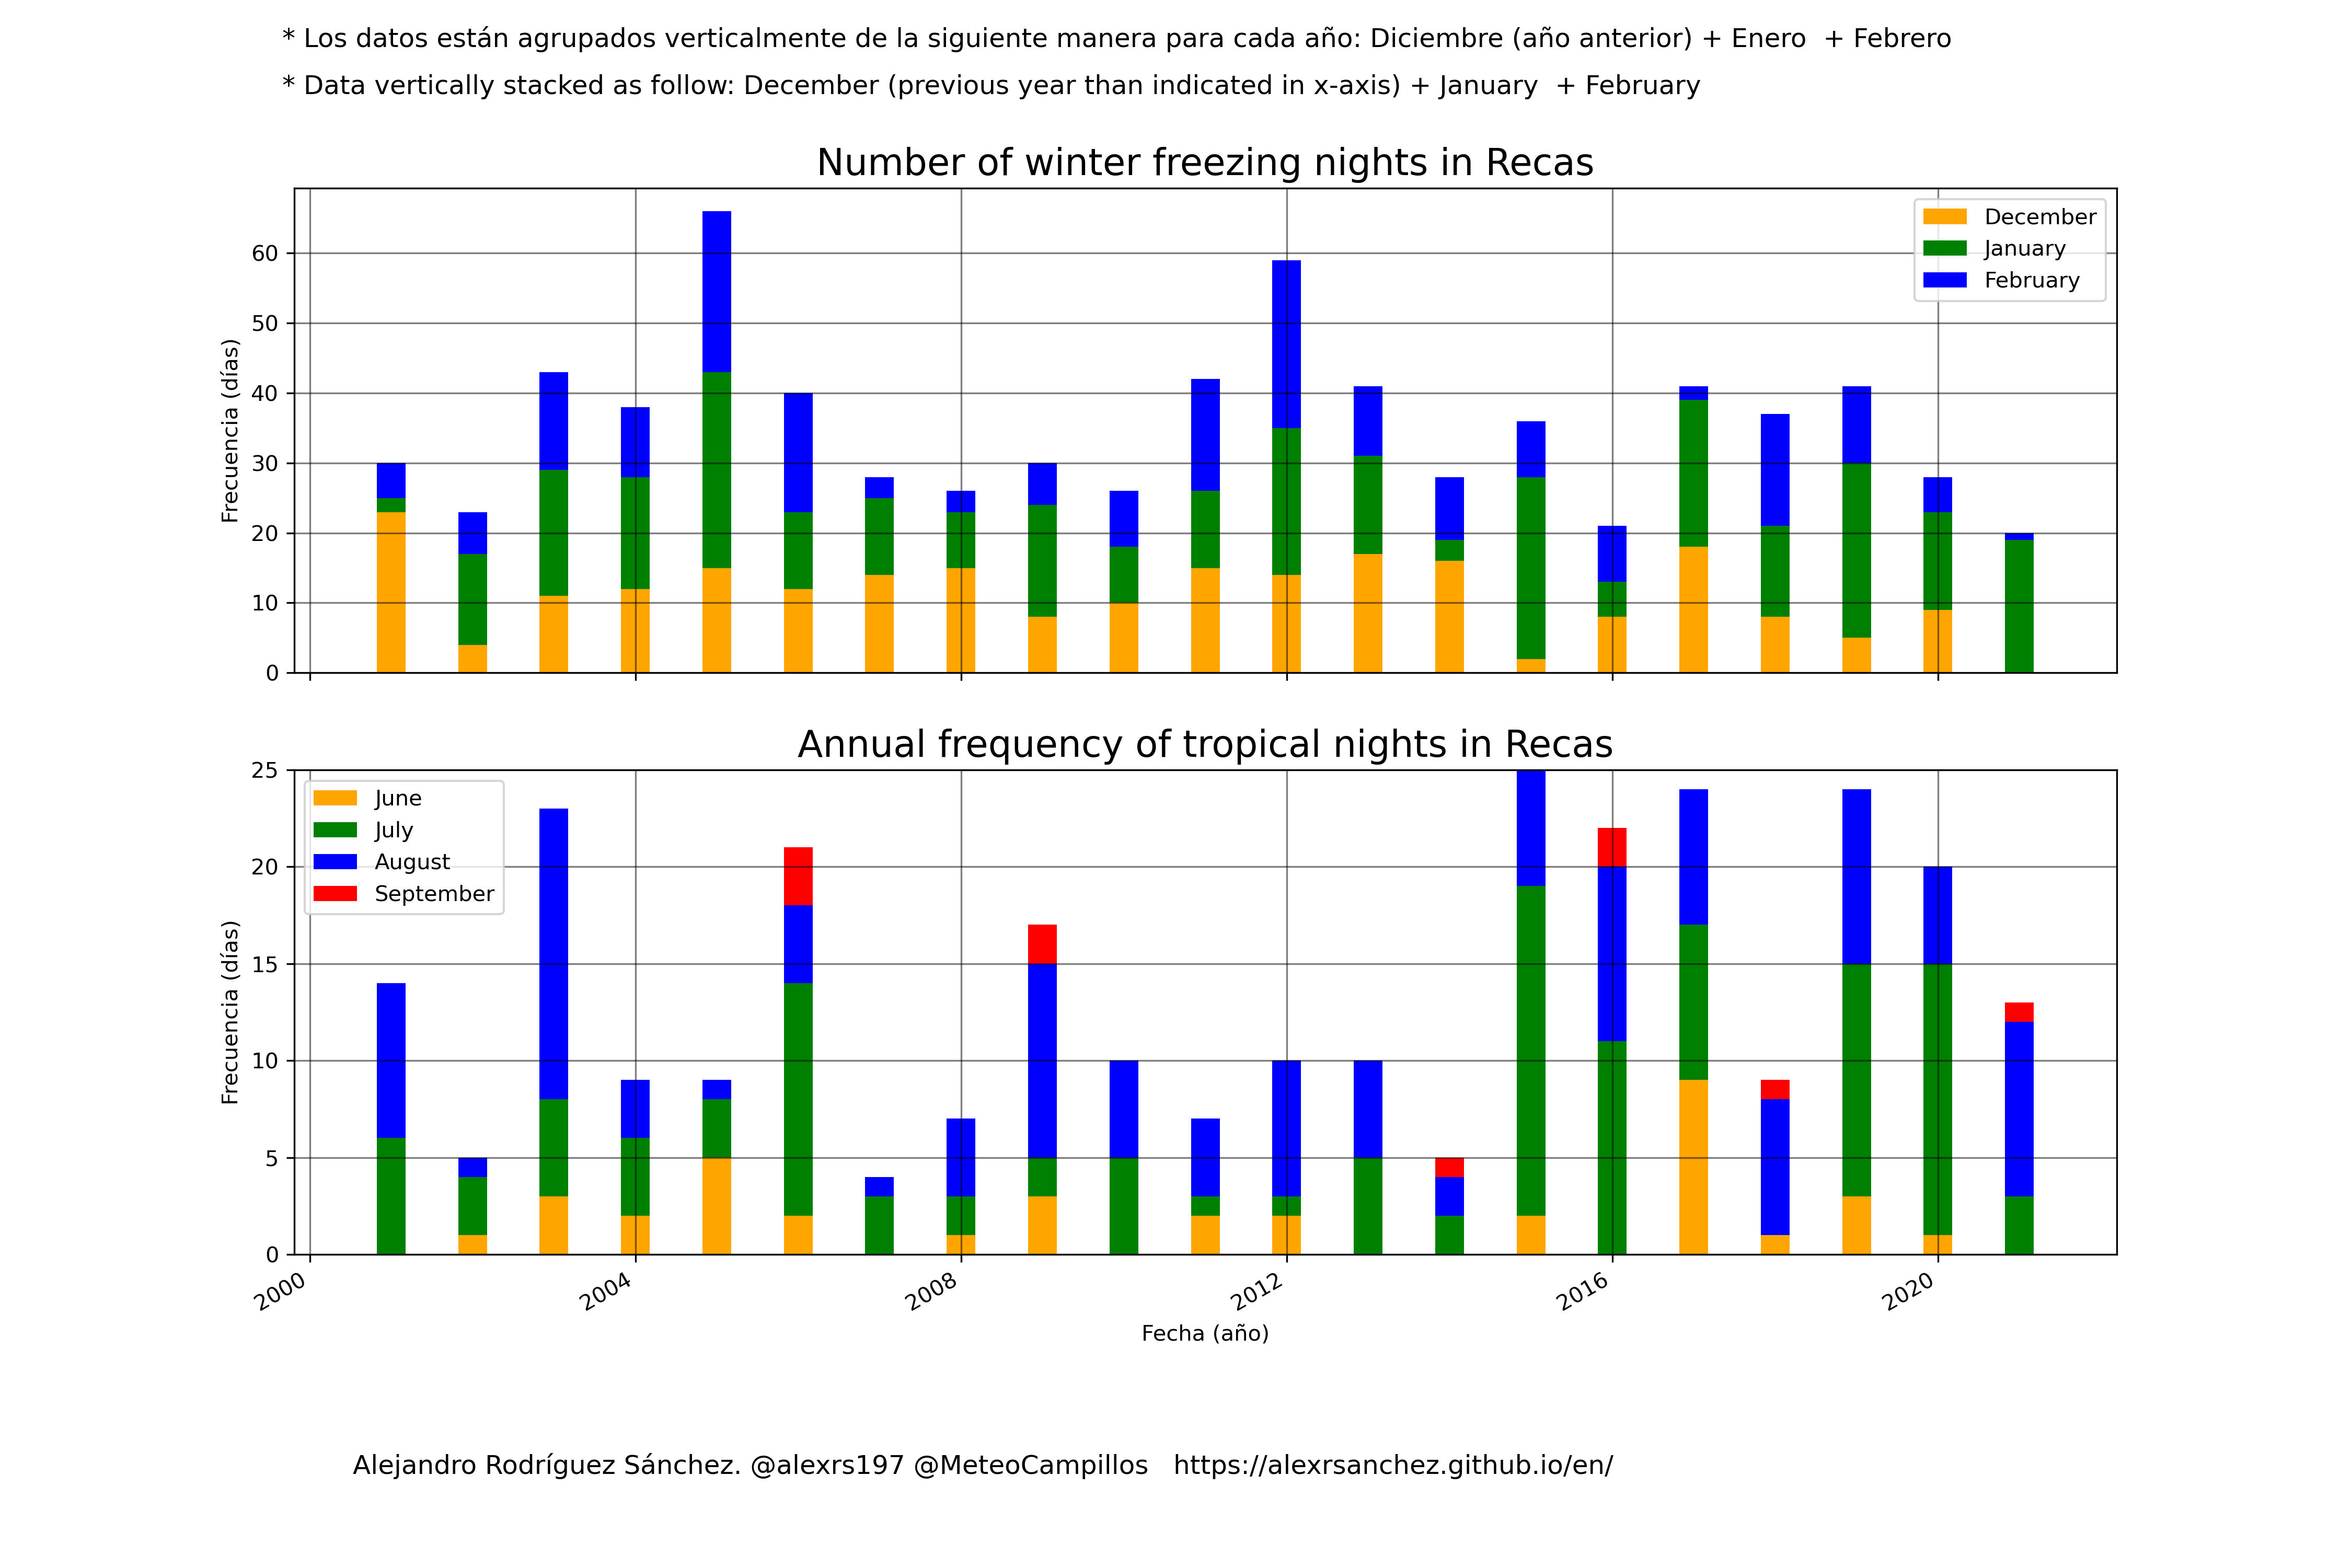 * Los datos están agrupados verticalmente de la siguiente manera para cada año: Diciembre (año anterior) + Enero  + Febrero
* Data vertically stacked as follow: December (previous year than indicated in x-axis) + January  + February
Number of winter freezing nights in Recas
December
January
February
60
50
40
30
20
10
0
Frecuencia (días)
Annual frequency of tropical nights in Recas
June
July
August
September
25
20
15
10
5
0
Frecuencia (días)
2000 2004 2008 2012 2016 2020
Fecha (año)
Alejandro Rodríguez Sánchez. @alexrs197 @MeteoCampillos   https://alexrsanchez.github.io/en/